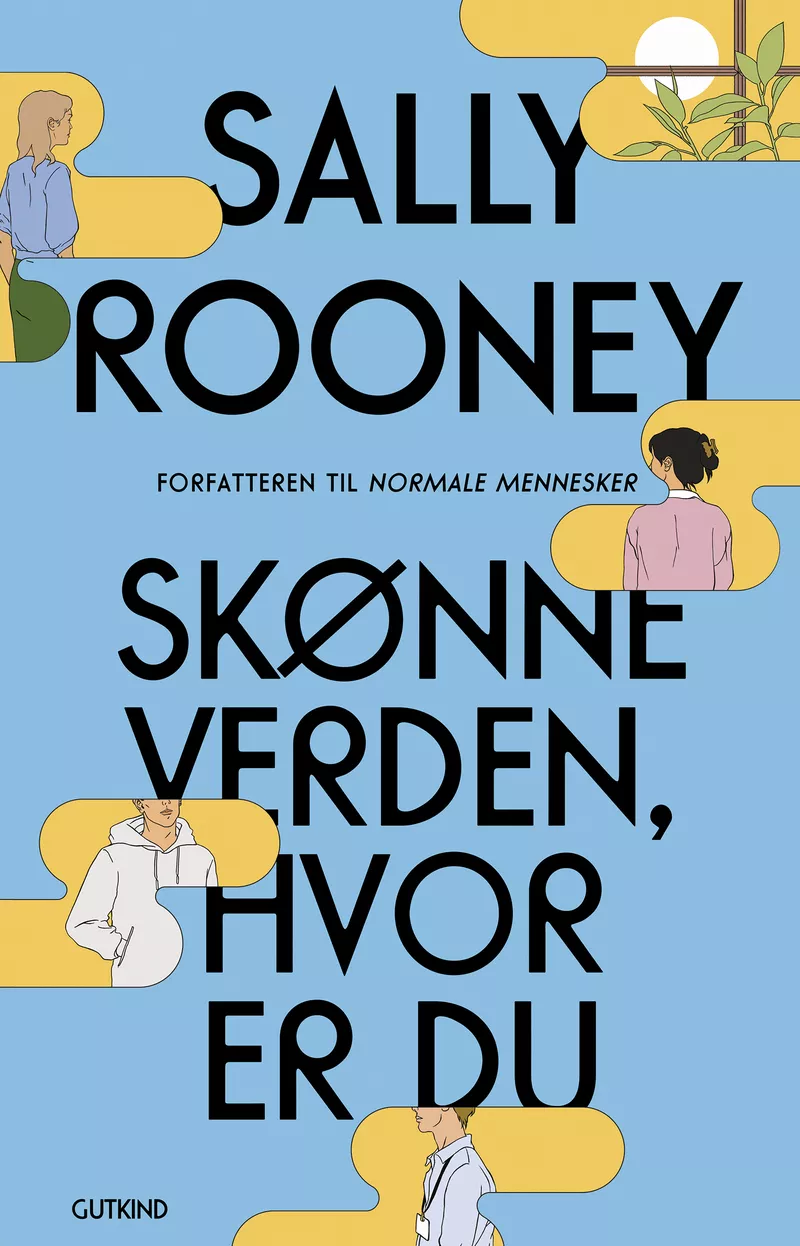 SALLY
ROONEY
FORFATTEREN TIL NORMALE MENNESKER
SKØNNE
VERDEN,
HVOR
ER DU
GUTKIND